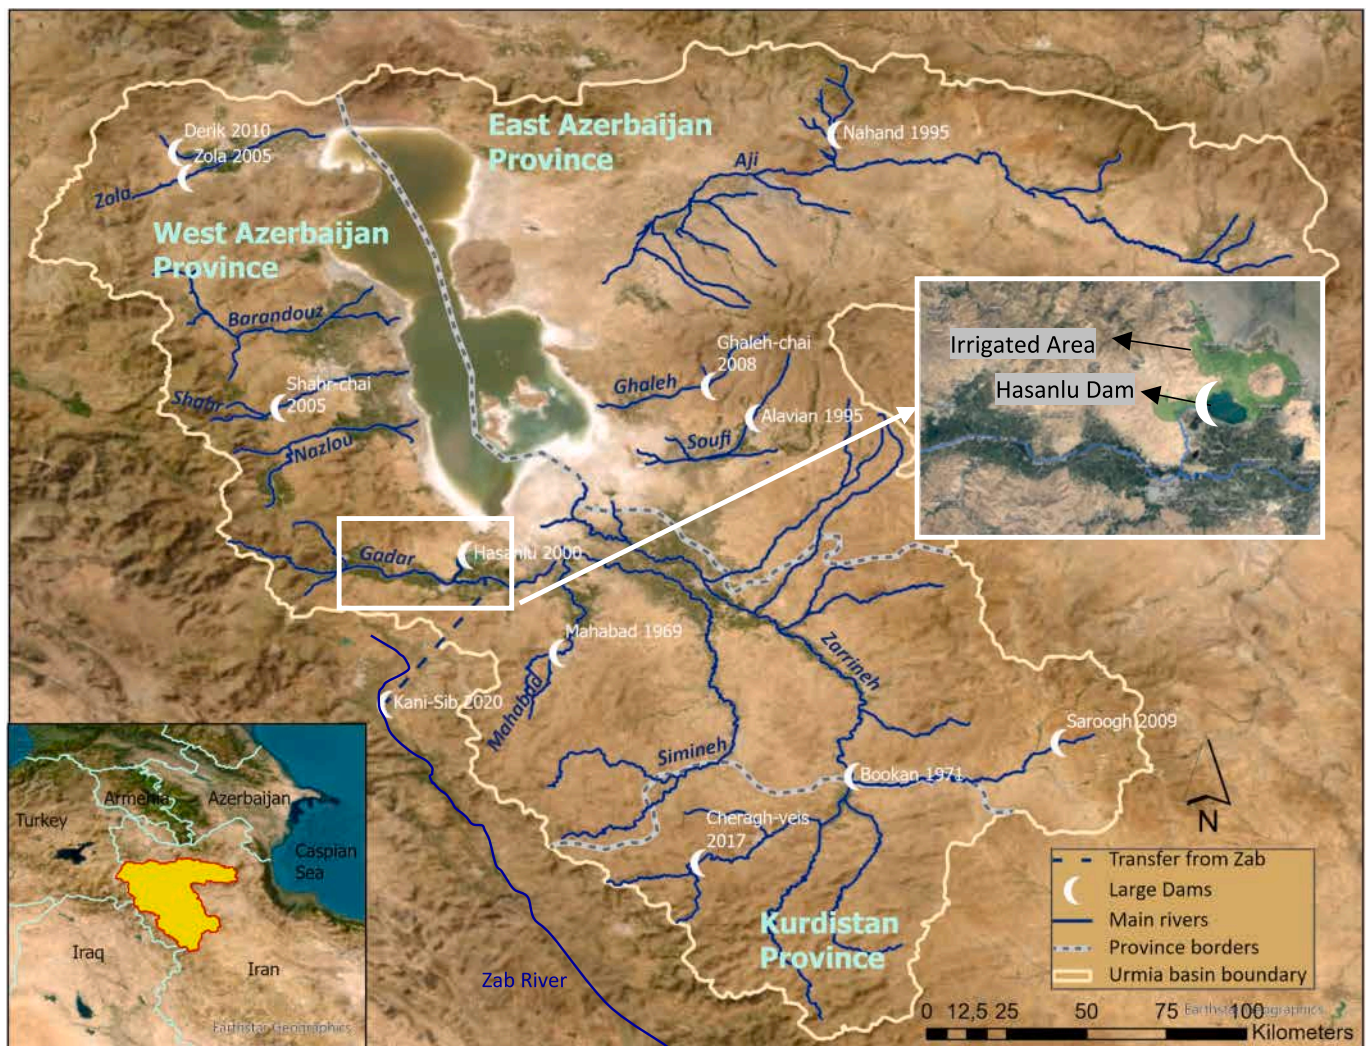 East Azerbaijan
Province
Derik 2010
Zola 2005
Zola
Nahand 1995
Aji
West Azerbaijan
Province
Barandouz
Shahr-chai
2005
Shahr
Nazlou
Ghaleh-chai
2008
Ghaleh
Alavian 1995
Soufi
Irrigated Area
Hasanlu Dam
Gadar
Hasanlu 2000
Mahabad 1969
Mahabad
Zarrineh
Kani-Sib 2020
Simineh
Saroogh 2009
Bookan 1971
Cheragh-veis
2017
Kurdistan
Province
Zab River
Armenia
Azerbaijan
Turkey
Caspian
Sea
Iraq
Iran
Earthstar Geographics
N
Transfer from Zab
Large Dams
Main rivers
Province borders
Urmia basin boundary
Earthstar Geographics
0 12,5 25 50 75 100
Kilometers